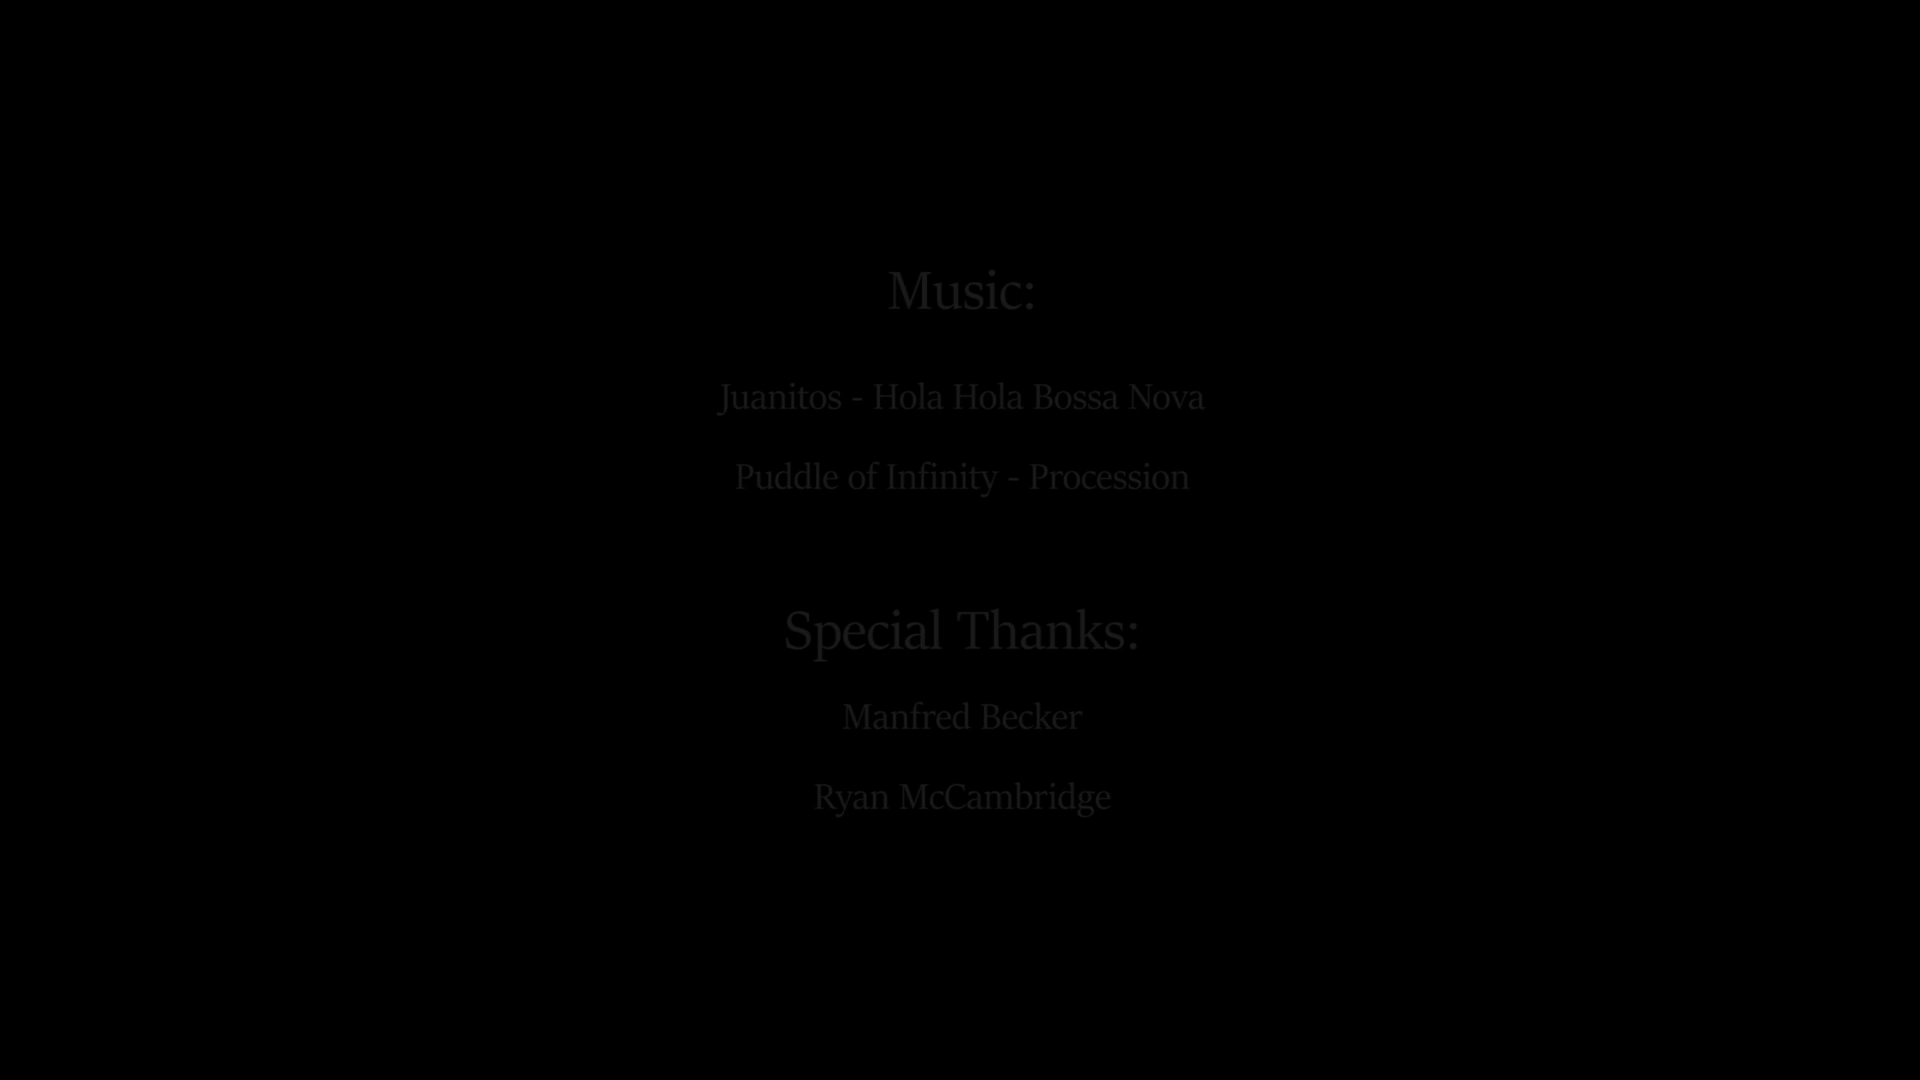 Music:
Juanitos - Hola Hola Bossa Nova
Puddle of Infinity - Procession
Special Thanks:
Manfred Becker
Ryan McCambridge